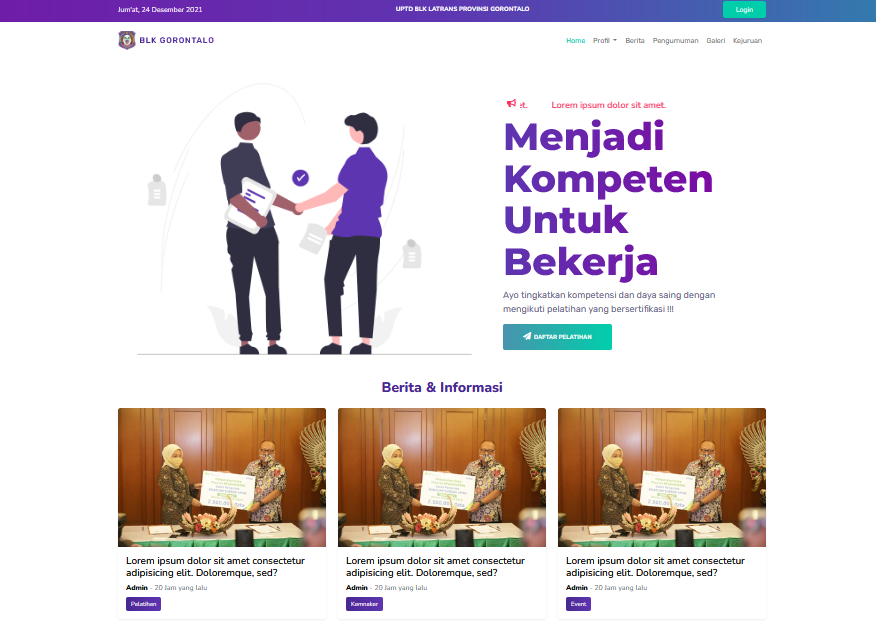 Jum'at, 24 Desember 2021
UPTD BLK LATRANS PROVINSI GORONTALO
Login
BLK GORONTALO
Home Profil Berita Pengumuman Galeri Kejuruan
et. Lorem ipsum dolor sit amet.
Menjadi
Kompeten
Untuk
Bekerja
Ayo tingkatkan kompetensi dan daya saing dengan
mengikuti pelatihan yang bersertifikasi !!!
DAFTAR PELATIHAN
Berita & Informasi
Lorem ipsum dolor sit amet consectetur
adipisicing elit. Doloremque, sed?
Admin - 20 Jam yang lalu
Pelatihan
Lorem ipsum dolor sit amet consectetur
adipisicing elit. Doloremque, sed?
Admin - 20 Jam yang lalu
Kemnaker
Lorem ipsum dolor sit amet consectetur
adipisicing elit. Doloremque, sed?
Admin - 20 Jam yang lalu
Event